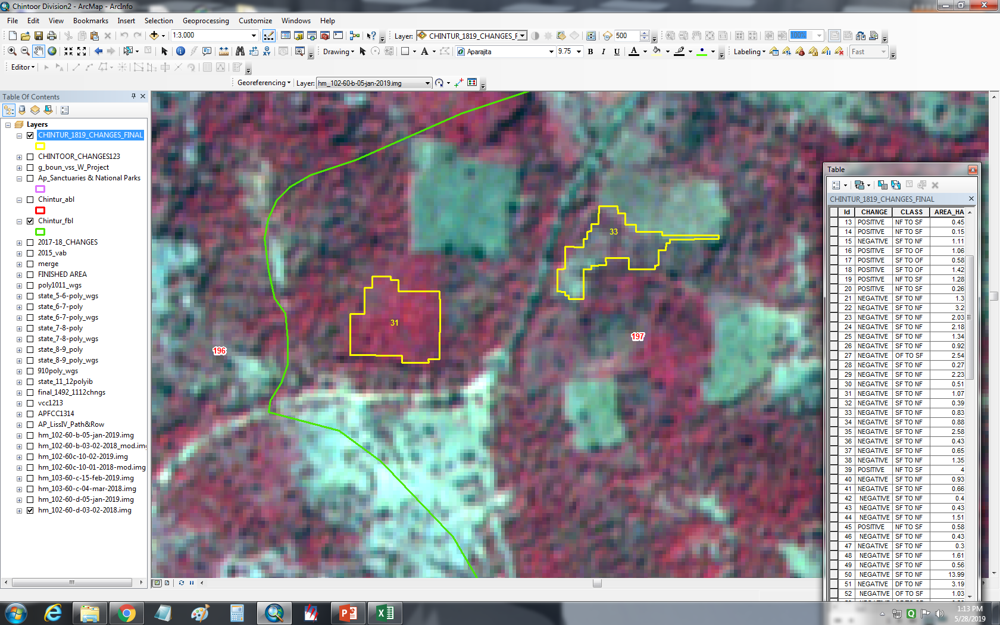 Chintoor Division2 - ArcMap - ArcInfo
File Edit View Bookmarks Insert Selection Geoprocessing Customize Windows Help
1:3,000 Layer: CHINTUR_1819_CHANGES_F 500 100%
Drawing Aparajita 9.75 B I U A Labeling Fast
Editor
Georeferencing Layer: hm_102-60-b-05-jan-2019.img
Table Of Contents
Layers
CHINTUR_1819_CHANGES_FINAL
CHINTOOR_CHANGES123
g_boun_vss_W_Project
Ap_Sanctuaries & National Parks
Chintur_abl
Chintur_fbl
2017-18_CHANGES
2015_vab
merge
FINISHED AREA
poly1011_wgs
state_5-6-poly_wgs
state_6-7-poly
state_6-7-poly_wgs
state_7-8-poly
state_7-8-poly_wgs
state_8-9_poly
state_8-9_poly_wgs
910poly_wgs
state_11_12polyib
final_1492_1112chngs
vcc1213
APFCC1314
AP_LissIV_Path&Row
hm_102-60-b-05-jan-2019.img
hm_102-60-b-03-02-2018_mod.img
hm_102-60c-10-02-2019.img
hm_102-60c-10-01-2018-mod.img
hm_103-60-c-15-feb-2019.img
hm_103-60-c-04-mar-2018.img
hm_102-60-d-05-jan-2019.img
hm_102-60-d-03-02-2018.img
33
31
197
196
Table
CHINTUR_1819_CHANGES_FINAL
Id CHANGE CLASS AREA_HA
13 POSITIVE NF TO SF 0.45
14 POSITIVE NF TO SF 0.15
15 NEGATIVE SF TO NF 1.11
16 POSITIVE SF TO OF 1.06
17 POSITIVE SF TO OF 0.58
18 POSITIVE SF TO OF 1.42
19 POSITIVE NF TO SF 1.28
20 POSITIVE NF TO SF 0.26
21 NEGATIVE SF TO NF 1.3
22 NEGATIVE SF TO NF 3.2
23 NEGATIVE SF TO NF 2.03
24 NEGATIVE SF TO NF 2.18
25 NEGATIVE SF TO NF 1.34
26 NEGATIVE SF TO NF 0.92
27 NEGATIVE OF TO SF 2.54
28 NEGATIVE SF TO NF 0.27
29 NEGATIVE SF TO NF 2.23
30 NEGATIVE SF TO NF 0.51
31 NEGATIVE SF TO NF 1.07
32 NEGATIVE SF TO NF 0.39
33 NEGATIVE SF TO NF 0.83
34 NEGATIVE SF TO NF 0.88
35 NEGATIVE SF TO NF 2.58
36 NEGATIVE SF TO NF 0.43
37 NEGATIVE SF TO NF 0.65
38 NEGATIVE SF TO NF 1.35
39 POSITIVE NF TO SF 4
40 NEGATIVE SF TO NF 0.93
41 NEGATIVE SF TO NF 0.66
42 NEGATIVE SF TO NF 0.4
43 NEGATIVE SF TO NF 0.43
44 NEGATIVE SF TO NF 1.51
45 POSITIVE NF TO SF 0.58
46 NEGATIVE SF TO NF 0.43
47 NEGATIVE SF TO NF 0.3
48 NEGATIVE SF TO NF 1.61
49 NEGATIVE SF TO NF 0.56
50 NEGATIVE SF TO NF 13.99
51 NEGATIVE DF TO NF 3.19
52 NEGATIVE OF TO SF 1.03
1:13 PM
5/28/2019